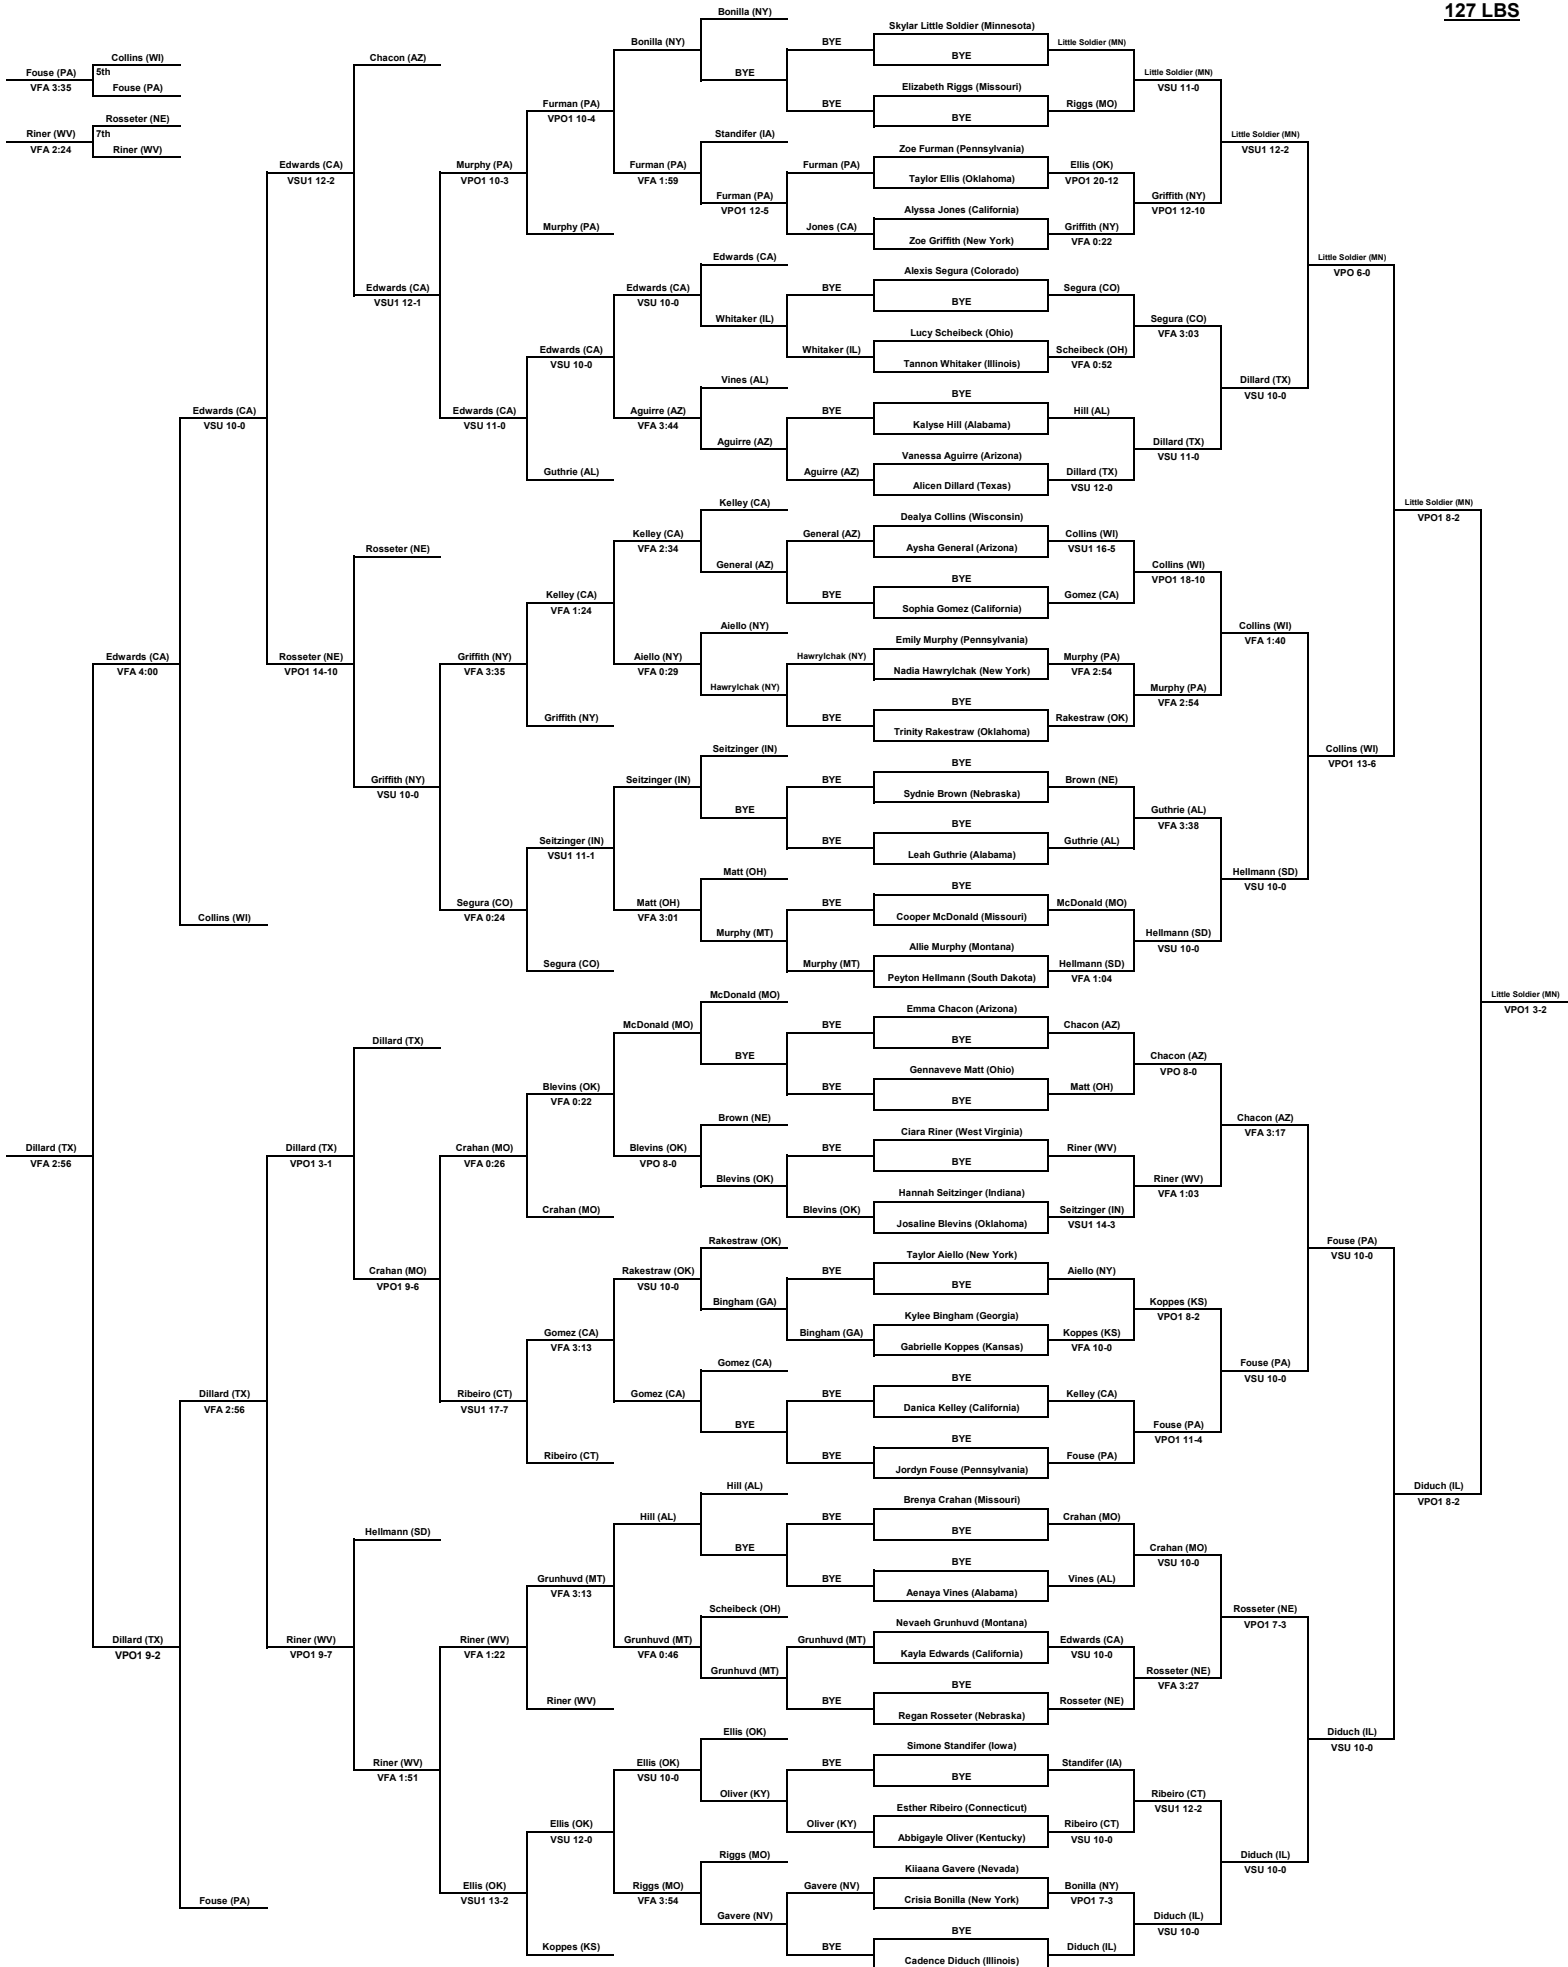 127 LBS
Collins (WI)
Fouse (PA)
5th
VFA 3:35
Fouse (PA)
Rosseter (NE)
Riner (WV)
7th
VFA 2:24
Riner (WV)
Edwards (CA)
VFA 4:00
Dillard (TX)
VFA 2:56
Dillard (TX)
VPO1 9-2
Edwards (CA)
VSU 10-0
Collins (WI)
Dillard (TX)
VFA 2:56
Fouse (PA)
Edwards (CA)
VSU1 12-2
Rosseter (NE)
VPO1 14-10
Dillard (TX)
VPO1 3-1
Riner (WV)
VPO1 9-7
Chacon (AZ)
Edwards (CA)
VSU1 12-1
Rosseter (NE)
Griffith (NY)
VSU 10-0
Dillard (TX)
Crahan (MO)
VPO1 9-6
Hellmann (SD)
Riner (WV)
VFA 1:51
Murphy (PA)
VPO1 10-3
Edwards (CA)
VSU 11-0
Griffith (NY)
VFA 3:35
Segura (CO)
VFA 0:24
Crahan (MO)
VFA 0:26
Ribeiro (CT)
VSU1 17-7
Riner (WV)
VFA 1:22
Ellis (OK)
VSU1 13-2
Furman (PA)
VPO1 10-4
Murphy (PA)
Edwards (CA)
VSU 10-0
Guthrie (AL)
Kelley (CA)
VFA 1:24
Griffith (NY)
Seitzinger (IN)
VSU1 11-1
Segura (CO)
Blevins (OK)
VFA 0:22
Crahan (MO)
Gomez (CA)
VFA 3:13
Ribeiro (CT)
Grunhuvd (MT)
VFA 3:13
Riner (WV)
Ellis (OK)
VSU 12-0
Koppes (KS)
Bonilla (NY)
Furman (PA)
VFA 1:59
Edwards (CA)
VSU 10-0
Aguirre (AZ)
VFA 3:44
Kelley (CA)
VFA 2:34
Aiello (NY)
VFA 0:29
Seitzinger (IN)
Matt (OH)
VFA 3:01
McDonald (MO)
Blevins (OK)
VPO 8-0
Rakestraw (OK)
VSU 10-0
Gomez (CA)
Hill (AL)
Grunhuvd (MT)
VFA 0:46
Ellis (OK)
VSU 10-0
Riggs (MO)
VFA 3:54
Bonilla (NY)
BYE
Standifer (IA)
Furman (PA)
VPO1 12-5
Edwards (CA)
Whitaker (IL)
Vines (AL)
Aguirre (AZ)
Kelley (CA)
General (AZ)
Aiello (NY)
Hawrylchak (NY)
Seitzinger (IN)
BYE
Matt (OH)
Murphy (MT)
McDonald (MO)
BYE
Brown (NE)
Blevins (OK)
Rakestraw (OK)
Bingham (GA)
Gomez (CA)
BYE
Hill (AL)
BYE
Scheibeck (OH)
Grunhuvd (MT)
Ellis (OK)
Oliver (KY)
Riggs (MO)
Gavere (NV)
BYE
BYE
Furman (PA)
Jones (CA)
BYE
Whitaker (IL)
BYE
Aguirre (AZ)
General (AZ)
BYE
Hawrylchak (NY)
BYE
BYE
BYE
BYE
Murphy (MT)
BYE
BYE
BYE
Blevins (OK)
BYE
Bingham (GA)
BYE
BYE
BYE
BYE
Grunhuvd (MT)
BYE
BYE
Oliver (KY)
Gavere (NV)
BYE
Skylar Little Soldier (Minnesota)
BYE
Elizabeth Riggs (Missouri)
BYE
Zoe Furman (Pennsylvania)
Taylor Ellis (Oklahoma)
Alyssa Jones (California)
Zoe Griffith (New York)
Alexis Segura (Colorado)
BYE
Lucy Scheibeck (Ohio)
Tannon Whitaker (Illinois)
BYE
Kalyse Hill (Alabama)
Vanessa Aguirre (Arizona)
Alicen Dillard (Texas)
Dealya Collins (Wisconsin)
Aysha General (Arizona)
BYE
Sophia Gomez (California)
Emily Murphy (Pennsylvania)
Nadia Hawrylchak (New York)
BYE
Trinity Rakestraw (Oklahoma)
BYE
Sydnie Brown (Nebraska)
BYE
Leah Guthrie (Alabama)
BYE
Cooper McDonald (Missouri)
Allie Murphy (Montana)
Peyton Hellmann (South Dakota)
Emma Chacon (Arizona)
BYE
Gennaveve Matt (Ohio)
BYE
Ciara Riner (West Virginia)
BYE
Hannah Seitzinger (Indiana)
Josaline Blevins (Oklahoma)
Taylor Aiello (New York)
BYE
Kylee Bingham (Georgia)
Gabrielle Koppes (Kansas)
BYE
Danica Kelley (California)
BYE
Jordyn Fouse (Pennsylvania)
Brenya Crahan (Missouri)
BYE
BYE
Aenaya Vines (Alabama)
Nevaeh Grunhuvd (Montana)
Kayla Edwards (California)
BYE
Regan Rosseter (Nebraska)
Simone Standifer (Iowa)
BYE
Esther Ribeiro (Connecticut)
Abbigayle Oliver (Kentucky)
Kiiaana Gavere (Nevada)
Crisia Bonilla (New York)
BYE
Cadence Diduch (Illinois)
Little Soldier (MN)
Riggs (MO)
Ellis (OK)
VPO1 20-12
Griffith (NY)
VFA 0:22
Segura (CO)
Scheibeck (OH)
VFA 0:52
Hill (AL)
Dillard (TX)
VSU 12-0
Collins (WI)
VSU1 16-5
Gomez (CA)
Murphy (PA)
VFA 2:54
Rakestraw (OK)
Brown (NE)
Guthrie (AL)
McDonald (MO)
Hellmann (SD)
VFA 1:04
Chacon (AZ)
Matt (OH)
Riner (WV)
Seitzinger (IN)
VSU1 14-3
Aiello (NY)
Koppes (KS)
VFA 10-0
Kelley (CA)
Fouse (PA)
Crahan (MO)
Vines (AL)
Edwards (CA)
VSU 10-0
Rosseter (NE)
Standifer (IA)
Ribeiro (CT)
VSU 10-0
Bonilla (NY)
VPO1 7-3
Diduch (IL)
Little Soldier (MN)
VSU 11-0
Griffith (NY)
VPO1 12-10
Segura (CO)
VFA 3:03
Dillard (TX)
VSU 11-0
Collins (WI)
VPO1 18-10
Murphy (PA)
VFA 2:54
Guthrie (AL)
VFA 3:38
Hellmann (SD)
VSU 10-0
Chacon (AZ)
VPO 8-0
Riner (WV)
VFA 1:03
Koppes (KS)
VPO1 8-2
Fouse (PA)
VPO1 11-4
Crahan (MO)
VSU 10-0
Rosseter (NE)
VFA 3:27
Ribeiro (CT)
VSU1 12-2
Diduch (IL)
VSU 10-0
Little Soldier (MN)
VSU1 12-2
Dillard (TX)
VSU 10-0
Collins (WI)
VFA 1:40
Hellmann (SD)
VSU 10-0
Chacon (AZ)
VFA 3:17
Fouse (PA)
VSU 10-0
Rosseter (NE)
VPO1 7-3
Diduch (IL)
VSU 10-0
Little Soldier (MN)
VPO 6-0
Collins (WI)
VPO1 13-6
Fouse (PA)
VSU 10-0
Diduch (IL)
VSU 10-0
Little Soldier (MN)
VPO1 8-2
Diduch (IL)
VPO1 8-2
Little Soldier (MN)
VPO1 3-2